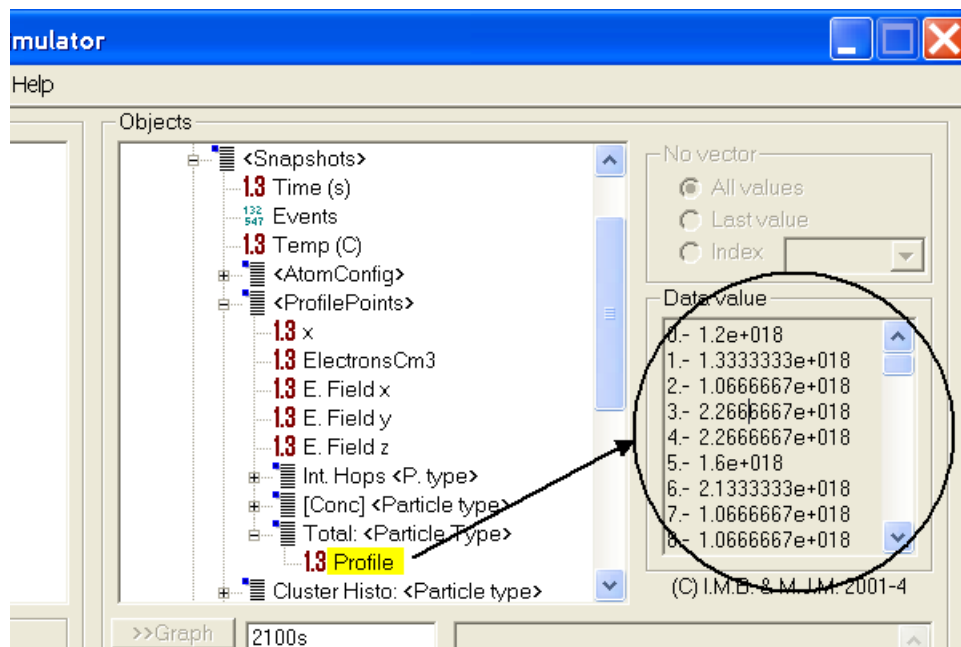 mulator
Help
Objects
<Snapshots>
1.3 Time (s)
132 547 Events
1.3 Temp (C)
<AtomConfig>
<ProfilePoints>
1.3 x
1.3 ElectronsCm3
1.3 E. Field x
1.3 E. Field y
1.3 E. Field z
Int. Hops <P. type>
[Conc] <Particle type>
Total: <Particle Type>
1.3 Profile
Cluster Histo: <Particle type>
No vector
All values
Last value
Index
Data value
0.- 1.2e+018
1.- 1.3333333e+018
2.- 1.0666667e+018
3.- 2.2666667e+018
4.- 2.2666667e+018
5.- 1.6e+018
6.- 2.1333333e+018
7.- 1.0666667e+018
8.- 1.0666667e+018
(C) I.M.B. & M. J.M. 2001-4
>>Graph
2100s